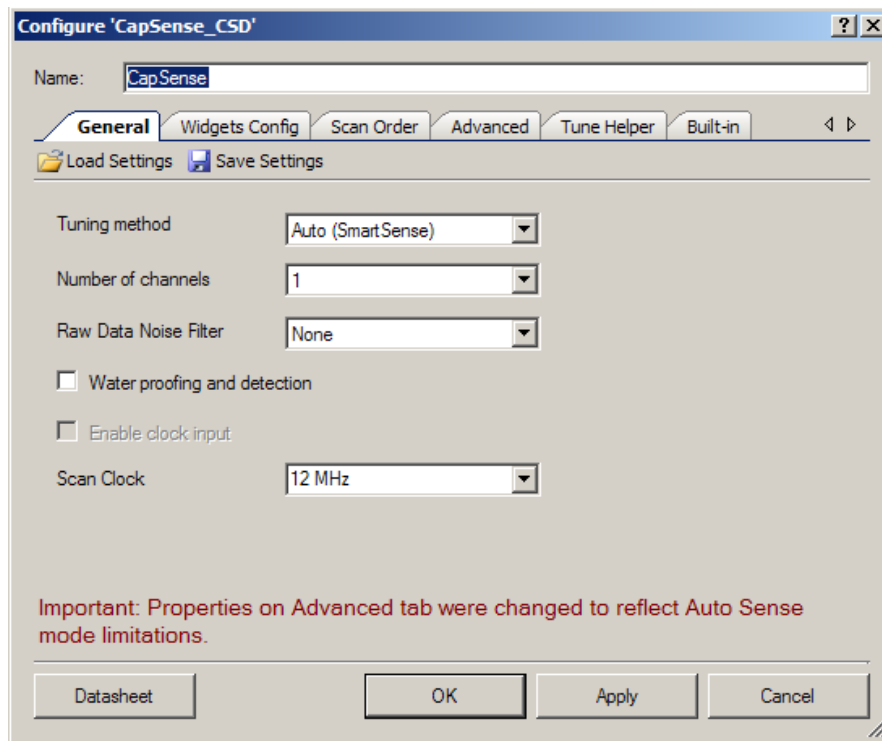 Configure 'CapSense_CSD'
Name: CapSense
General Widgets Config Scan Order Advanced Tune Helper Built-in
Load Settings Save Settings
Tuning method Auto (SmartSense)
Number of channels 1
Raw Data Noise Filter None
Water proofing and detection
Enable clock input
Scan Clock 12 MHz
Important: Properties on Advanced tab were changed to reflect Auto Sense
mode limitations.
Datasheet OK Apply Cancel